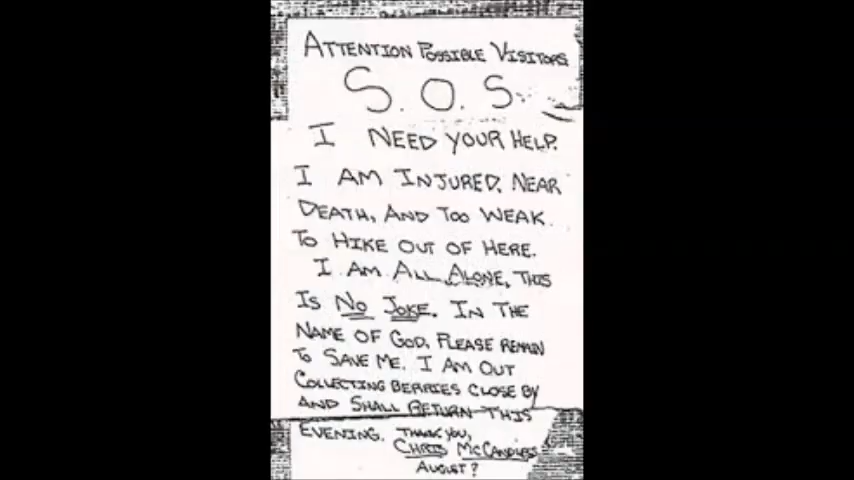 ATTENTION POSSIBLE VISITORS
S.O.S.
I NEED YOUR HELP.
I AM INJURED, NEAR
DEATH, AND TOO WEAK
TO HIKE OUT OF HERE.
I AM ALL ALONE, THIS
IS NO JOKE. IN THE
NAME OF GOD, PLEASE REMAIN
TO SAVE ME. I AM OUT
COLLECTING BERRIES CLOSE BY
AND SHALL RETURN THIS
EVENING. THANK YOU,
CHRIS McCANDLESS
AUGUST ?